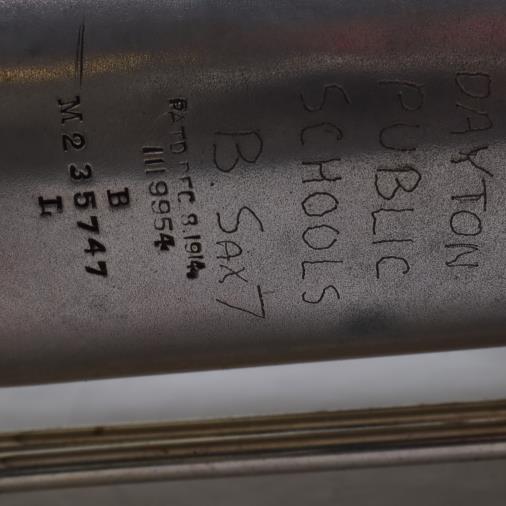 DAYTON
PUBLIC
SCHOOLS
B. SAX 7
PATD DEC. 8. 1914
1119954
M235747
B
L